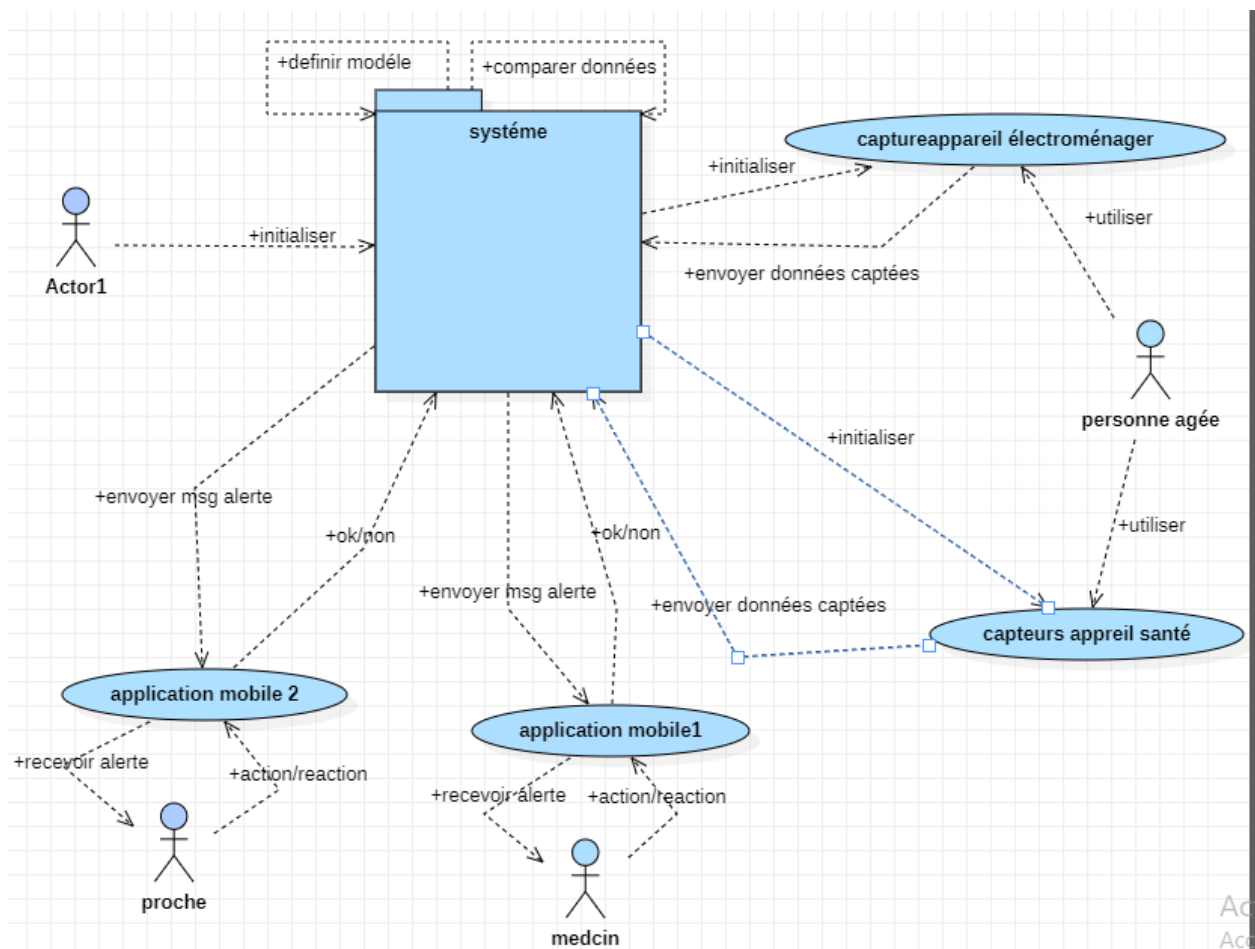 +definir modéle
+comparer données
systéme
captureappareil électroménager
+initialiser
+utiliser
+initialiser
Actor1
+envoyer données captées
personne agée
+initialiser
+envoyer msg alerte
+utiliser
+ok/non
+ok/non
+envoyer msg alerte
+envoyer données captées
capteurs appreil santé
application mobile 2
application mobile1
+recevoir alerte
+action/reaction
+recevoir alerte
+action/reaction
proche
medcin